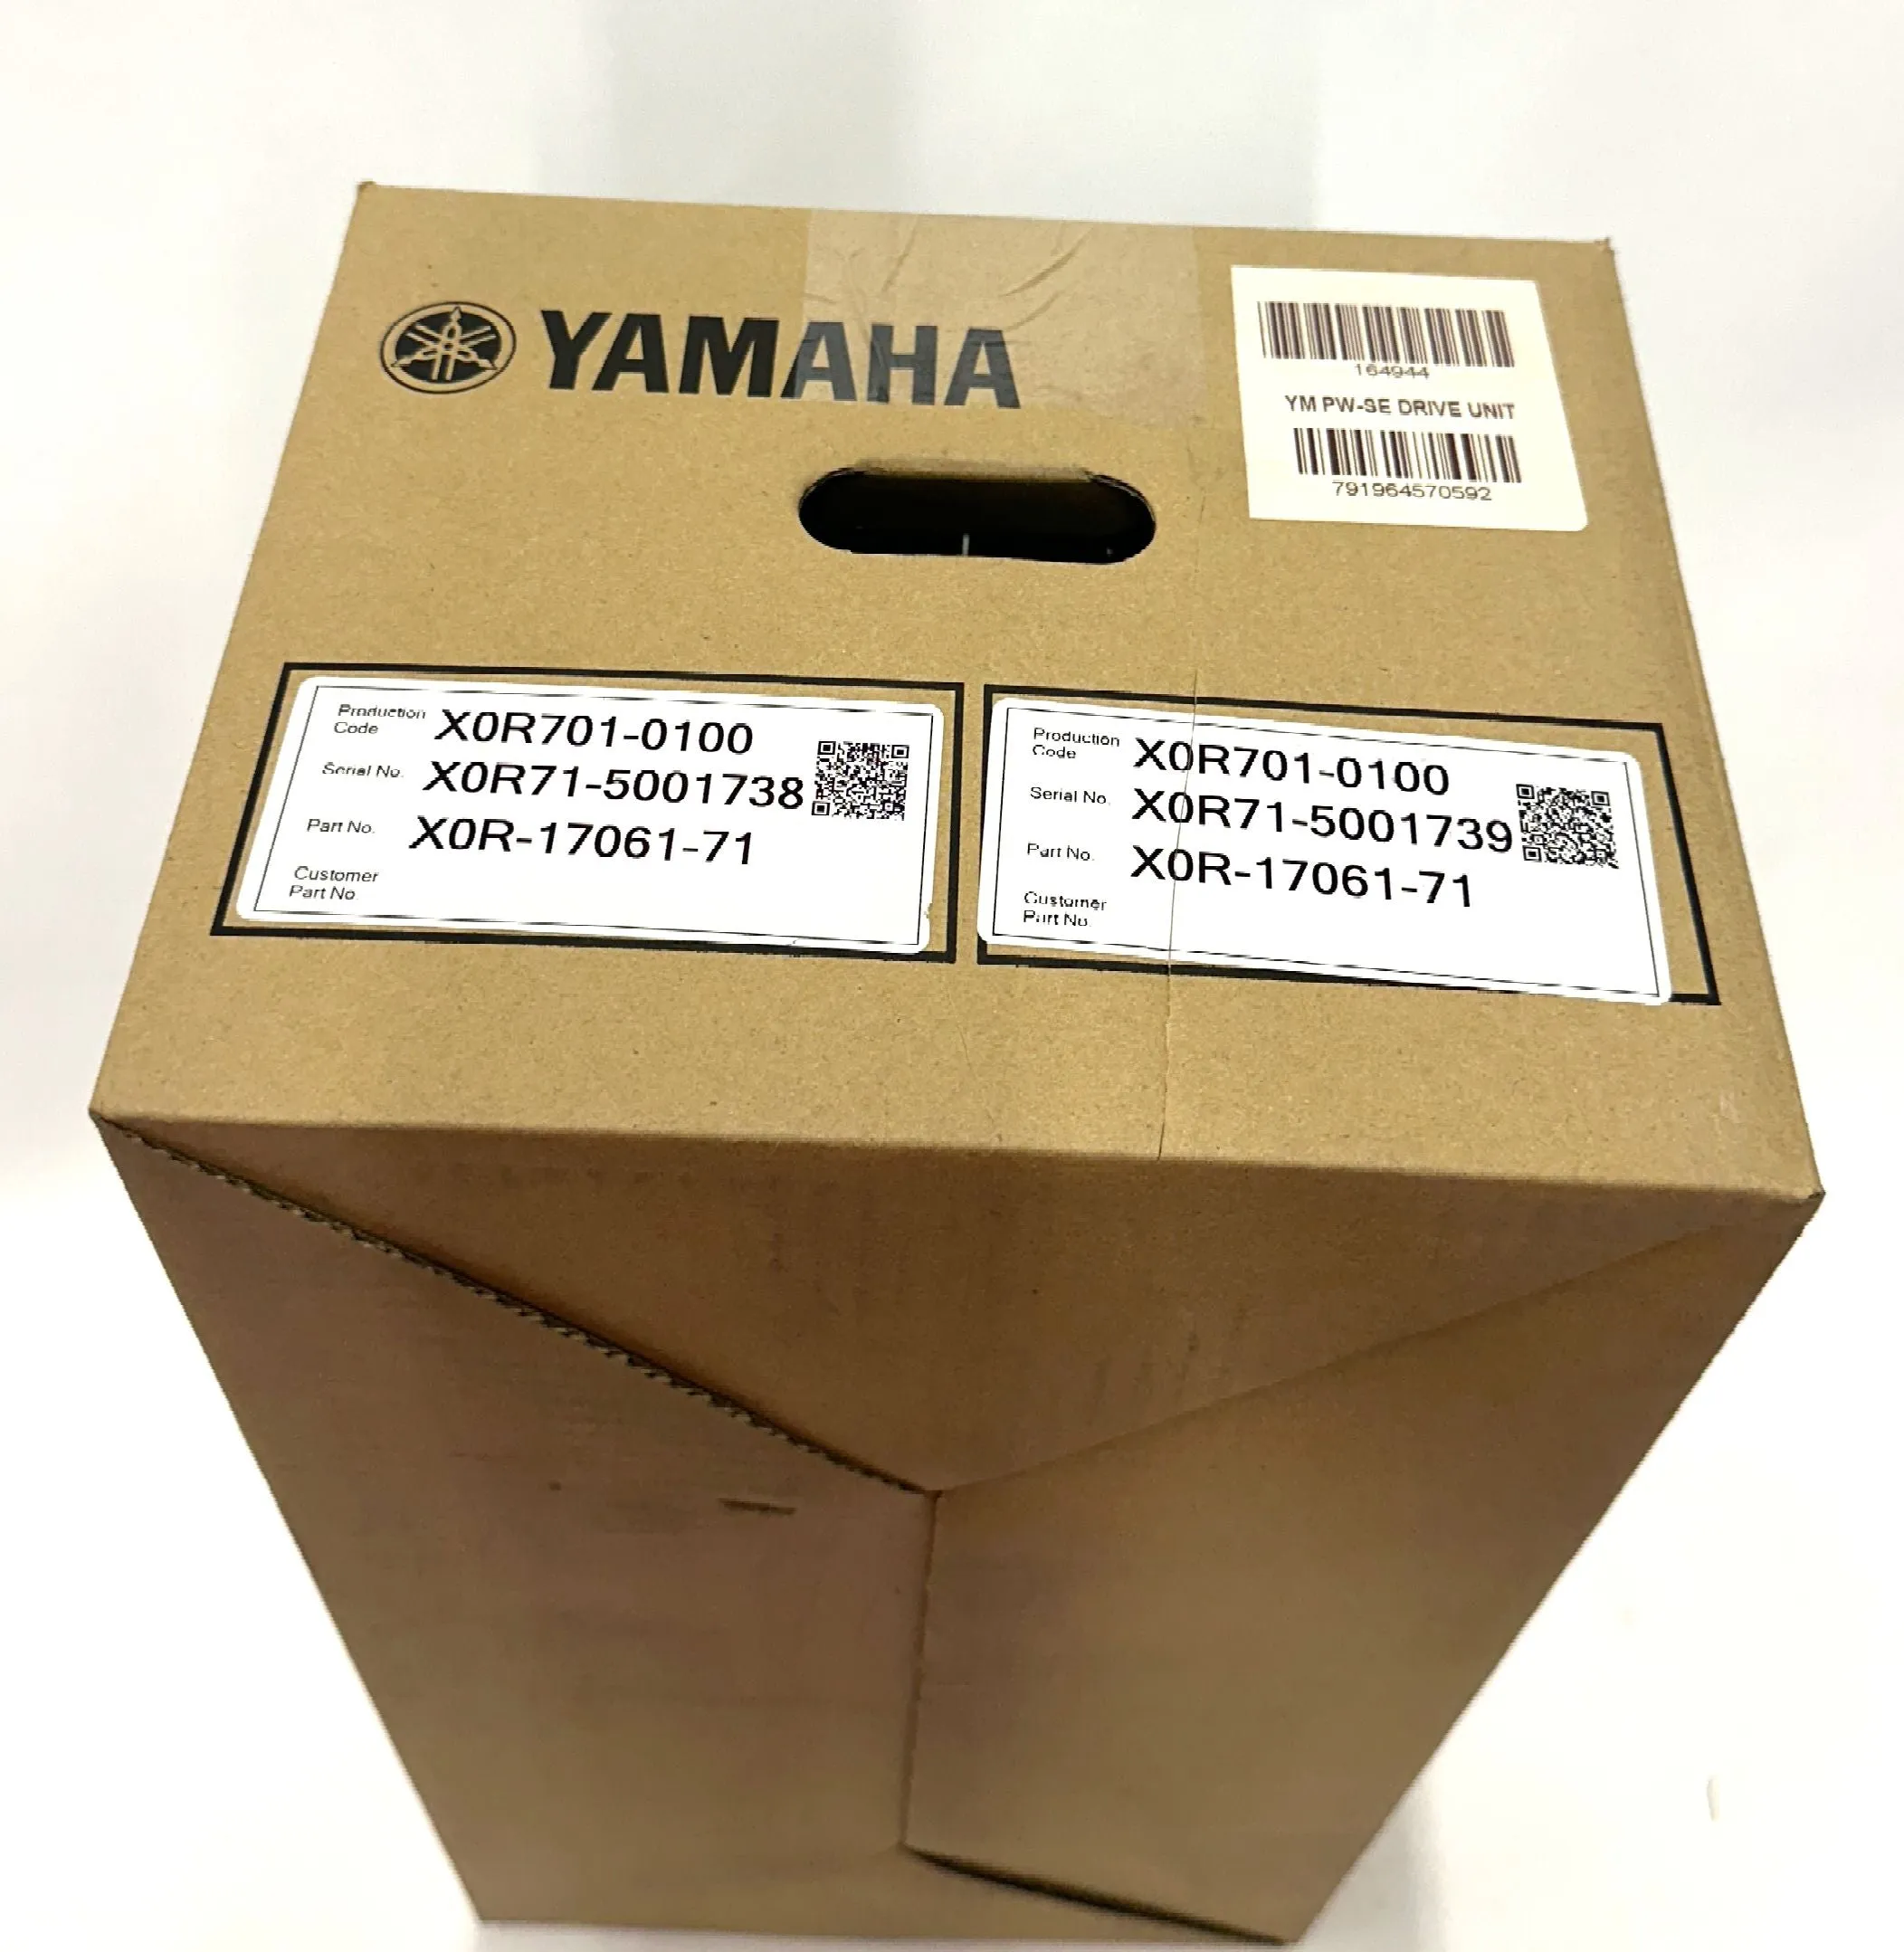 YAMAHA
164944
YM PW-SE DRIVE UNIT
791964570592
Production Code X0R701-0100
Serial No. X0R71-5001738
Part No. X0R-17061-71
Customer Part No.
Production Code X0R701-0100
Serial No. X0R71-5001739
Part No. X0R-17061-71
Customer Part No.